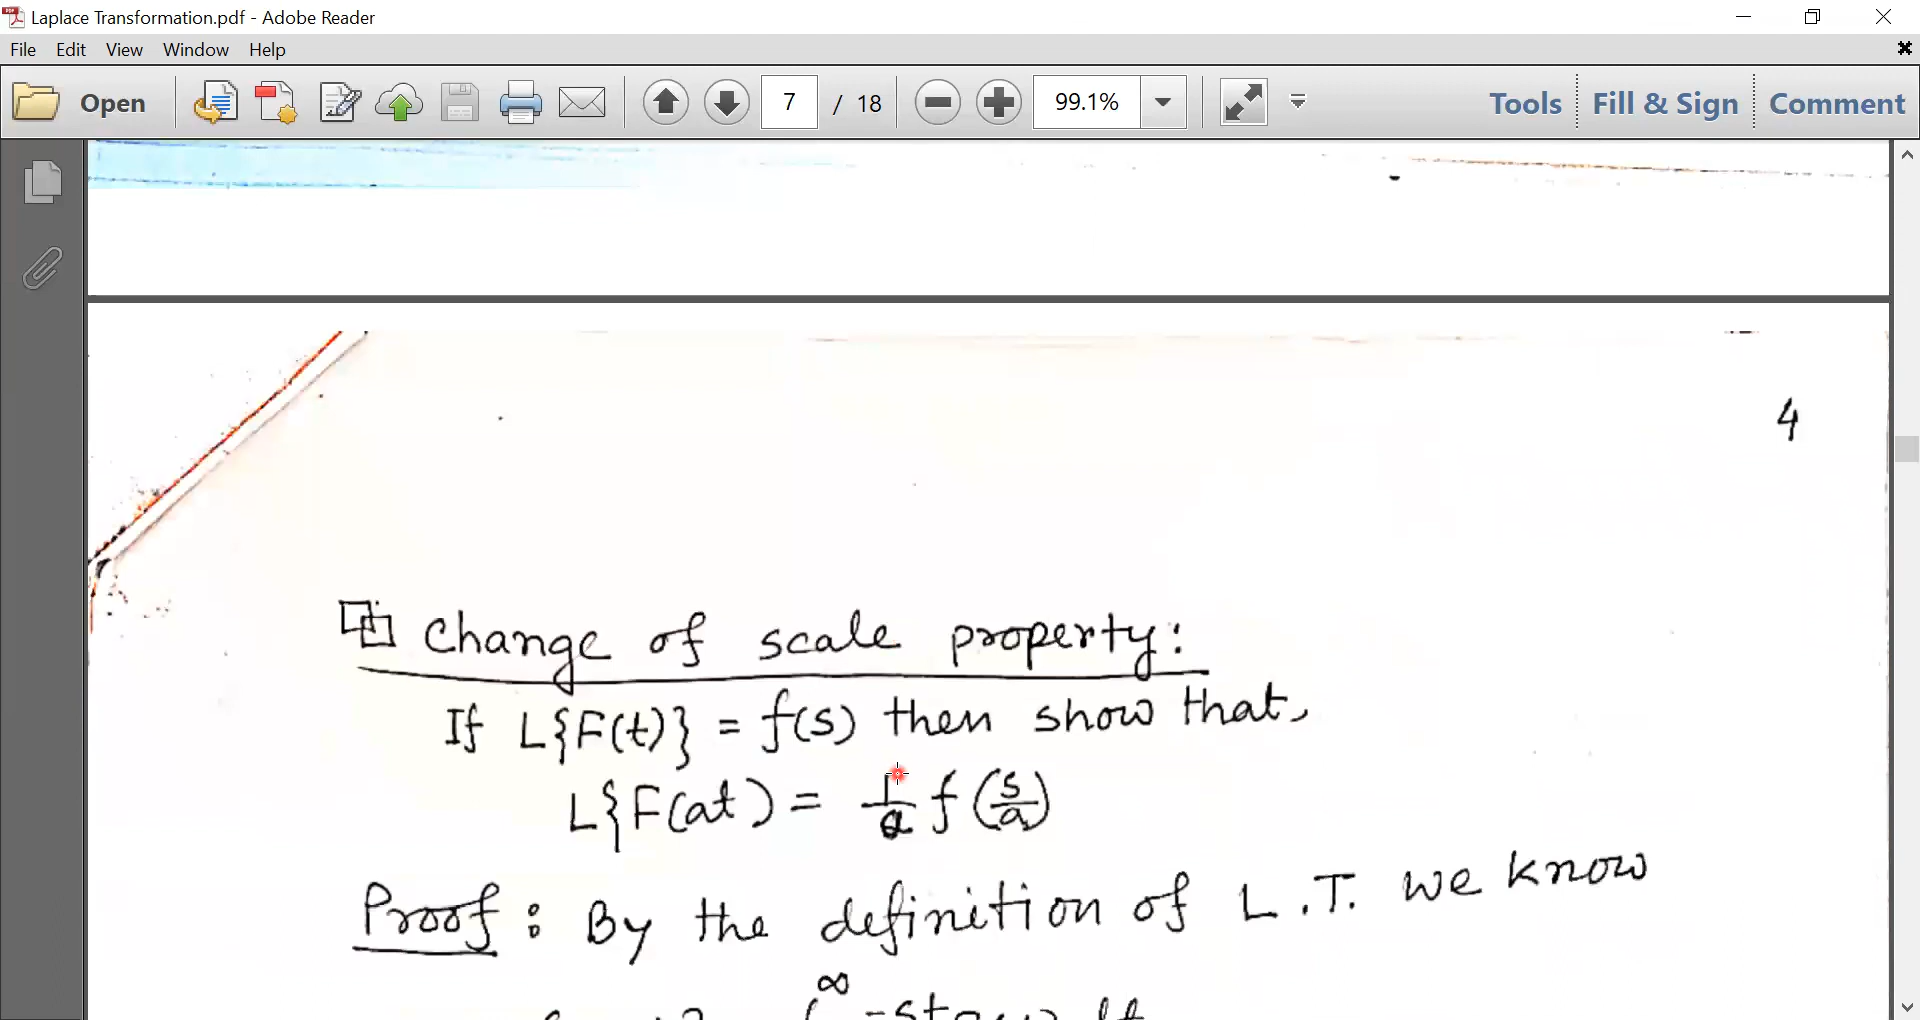 Laplace Transformation.pdf - Adobe Reader
File Edit View Window Help
Open 7 / 18 99.1% Tools Fill & Sign Comment
4
Change of scale property:
If L{F(t)} = f(s) then show that,
L{F(at) = 1/a f(s/a)
Proof : By the definition of L.T. we know
∞